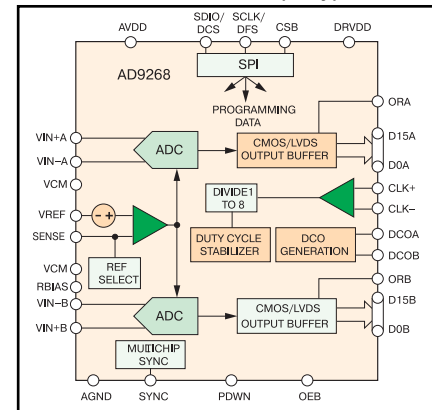 SDIO/ SCLK/
AVDD DCS DFS CSB DRVDD
SPI
AD9268
PROGRAMMING
DATA
ORA
VIN+A
ADC
CMOS/LVDS
OUTPUT BUFFER
D15A
VIN−A
D0A
VCM
DIVIDE1
TO 8
CLK+
VREF
− +
CLK−
SENSE
REF
SELECT
DUTY CYCLE
STABILIZER
DCO
GENERATION
DCOA
DCOB
VCM
RBIAS
ORB
VIN−B
ADC
CMOS/LVDS
OUTPUT BUFFER
D15B
VIN+B
D0B
MULTICHIP
SYNC
AGND SYNC PDWN OEB